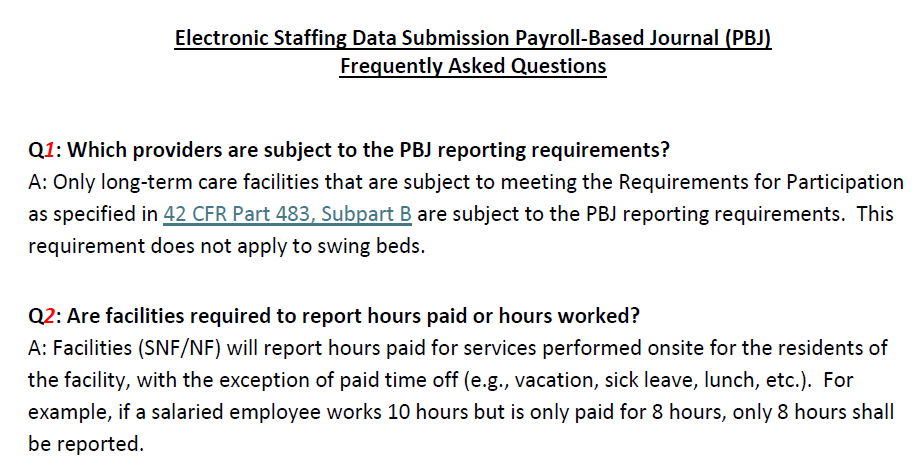 Electronic Staffing Data Submission Payroll-Based Journal (PBJ)
Frequently Asked Questions
Q1: Which providers are subject to the PBJ reporting requirements?
A: Only long-term care facilities that are subject to meeting the Requirements for Participation
as specified in 42 CFR Part 483, Subpart B are subject to the PBJ reporting requirements.  This
requirement does not apply to swing beds.
Q2: Are facilities required to report hours paid or hours worked?
A: Facilities (SNF/NF) will report hours paid for services performed onsite for the residents of
the facility, with the exception of paid time off (e.g., vacation, sick leave, lunch, etc.).  For
example, if a salaried employee works 10 hours but is only paid for 8 hours, only 8 hours shall
be reported.